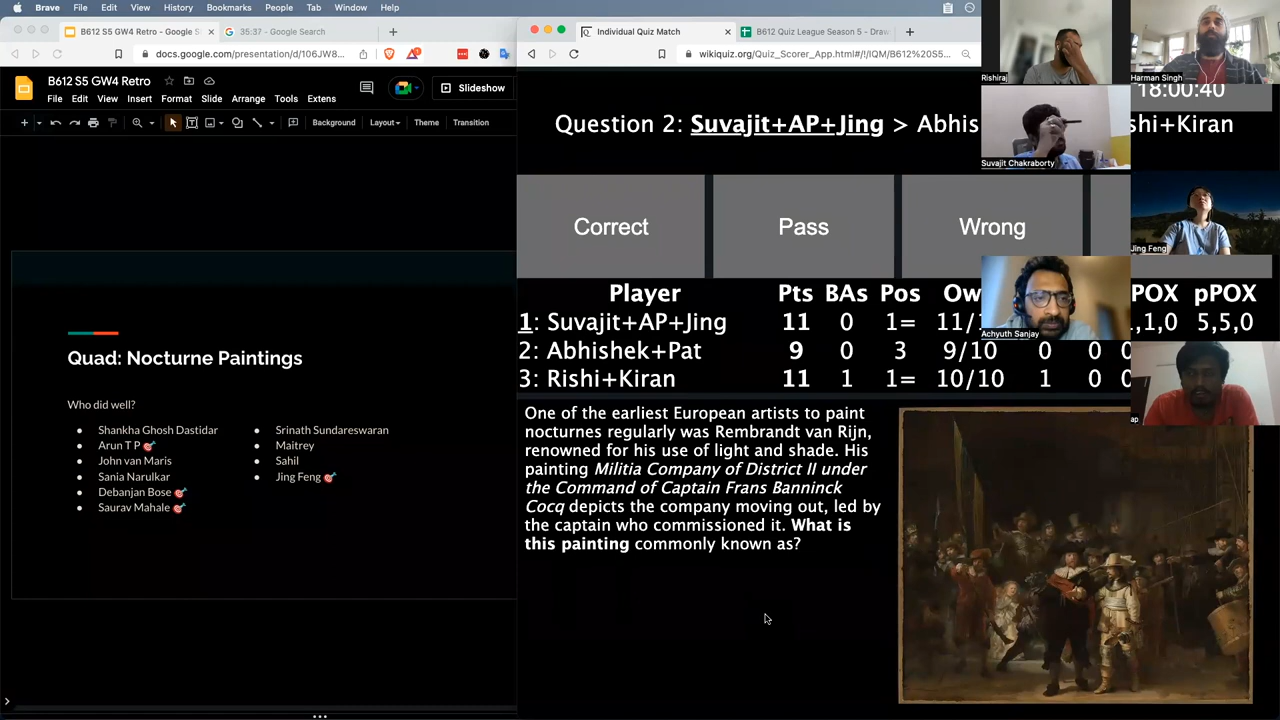 Brave File Edit View History Bookmarks People Tab Window Help
B612 S5 GW4 Retro - Google S
35:37 - Google Search
docs.google.com/presentation/d/106JW8...
B612 S5 GW4 Retro
File Edit View Insert Format Slide Arrange Tools Extens
Slideshow
Background Layout Theme Transition
Quad: Nocturne Paintings
Who did well?
Shankha Ghosh Dastidar
Arun T P
John van Maris
Sania Narulkar
Debanjan Bose
Saurav Mahale
Srinath Sundareswaran
Maitrey
Sahil
Jing Feng
Individual Quiz Match
B612 Quiz League Season 5 - Draw
wikiquiz.org/Quiz_Scorer_App.html#/!/IQM/B612%20S5...
18:00:40
Question 2: Suvajit+AP+Jing > Abhis shi+Kiran
Correct
Pass
Wrong
Player Pts BAs Pos Ow POX pPOX
1: Suvajit+AP+Jing 11 0 1= 11/1 1,1,0 5,5,0
2: Abhishek+Pat 9 0 3 9/10 0 0 0
3: Rishi+Kiran 11 1 1= 10/10 1 0 0
One of the earliest European artists to paint
nocturnes regularly was Rembrandt van Rijn,
renowned for his use of light and shade. His
painting Militia Company of District II under
the Command of Captain Frans Banninck
Cocq depicts the company moving out, led by
the captain who commissioned it. What is
this painting commonly known as?
Rishiraj
Harman Singh
Suvajit Chakraborty
Jing Feng
Achyuth Sanjay
ap